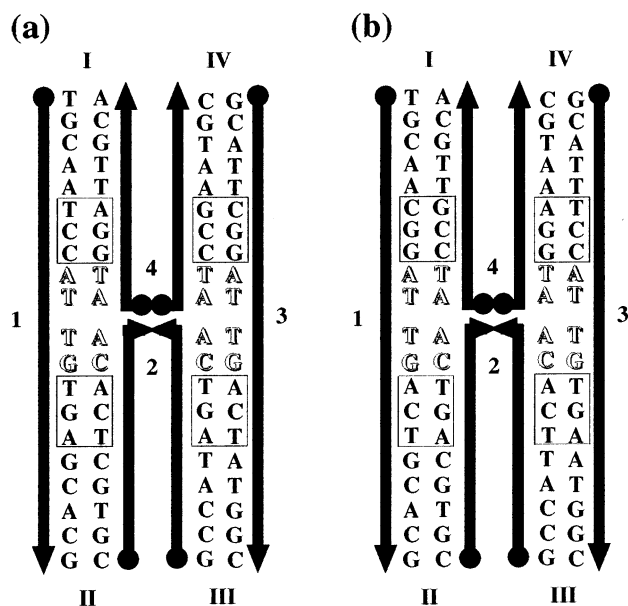 (a) (b)
I IV I IV
T A C G T A C G
G C G C G C G C
C G T A C G T A
A T A T A T A T
A T A T A T A T
T A G C C G A T
C G C G G C G C
C G C G G C G C
A T 4 T A A T 4 T A
T A A T T A A T
1 3 1 3
T A A T T A A T
G C 2 C G G C 2 C G
T A T A A T A T
G C G C C G C G
A T A T T A T A
G C T A G C T A
C G A T C G A T
A T C G A T C G
C G C G C G C G
G C G C G C G C
II III II III